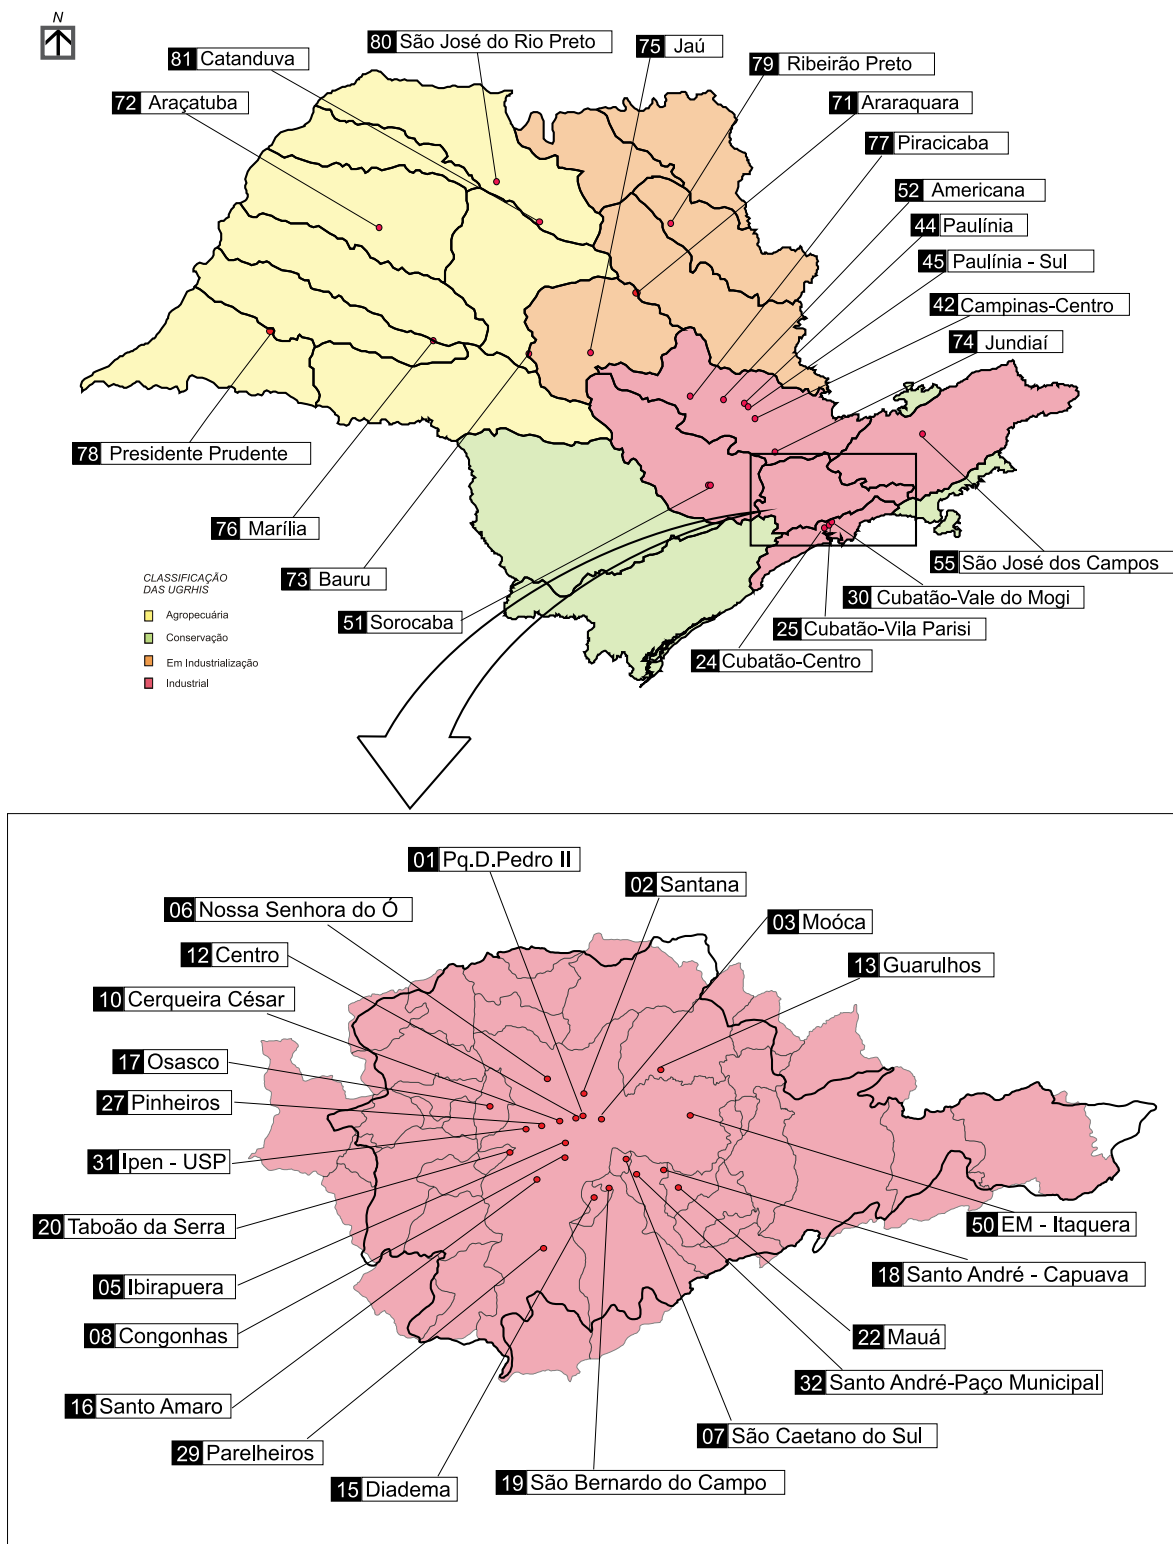 N
80 São José do Rio Preto
75 Jaú
81 Catanduva
79 Ribeirão Preto
72 Araçatuba
71 Araraquara
77 Piracicaba
52 Americana
44 Paulínia
45 Paulínia - Sul
42 Campinas-Centro
74 Jundiaí
78 Presidente Prudente
76 Marília
73 Bauru
51 Sorocaba
55 São José dos Campos
30 Cubatão-Vale do Mogi
25 Cubatão-Vila Parisi
24 Cubatão-Centro
CLASSIFICAÇÃO
DAS UGRHIS
Agropecuária
Conservação
Em Industrialização
Industrial
01 Pq.D.Pedro II
02 Santana
06 Nossa Senhora do Ó
03 Moóca
12 Centro
13 Guarulhos
10 Cerqueira César
17 Osasco
27 Pinheiros
31 Ipen - USP
20 Taboão da Serra
50 EM - Itaquera
05 Ibirapuera
18 Santo André - Capuava
08 Congonhas
22 Mauá
32 Santo André-Paço Municipal
16 Santo Amaro
07 São Caetano do Sul
29 Parelheiros
15 Diadema
19 São Bernardo do Campo